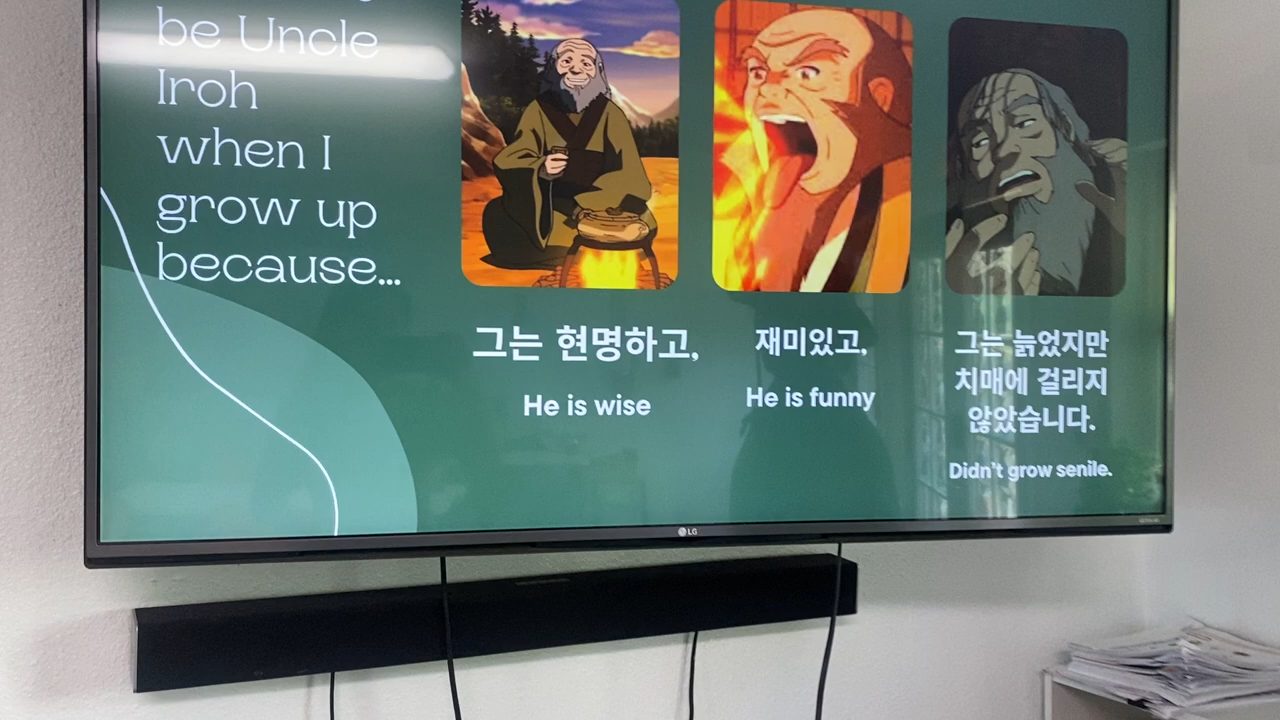 be Uncle
Iroh
when I
grow up
because...
그는 현명하고,
He is wise
재미있고,
He is funny
그는 늙었지만
치매에 걸리지
않았습니다.
Didn't grow senile.
LG